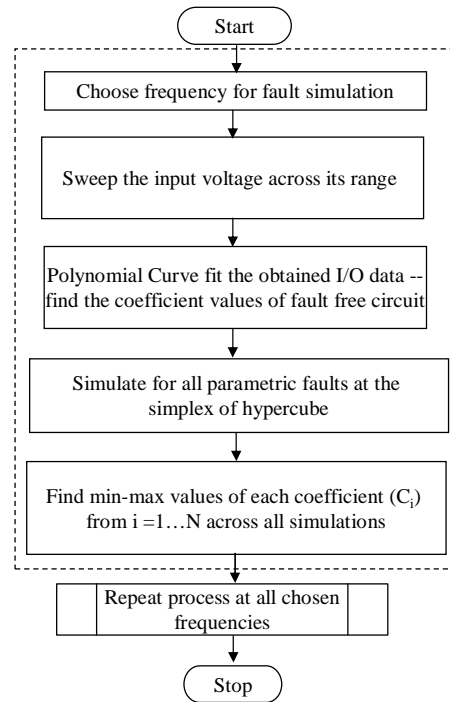 Start
Choose frequency for fault simulation
Sweep the input voltage across its range
Polynomial Curve fit the obtained I/O data --
find the coefficient values of fault free circuit
Simulate for all parametric faults at the
simplex of hypercube
Find min-max values of each coefficient (Cᵢ)
from i =1…N across all simulations
Repeat process at all chosen
frequencies
Stop